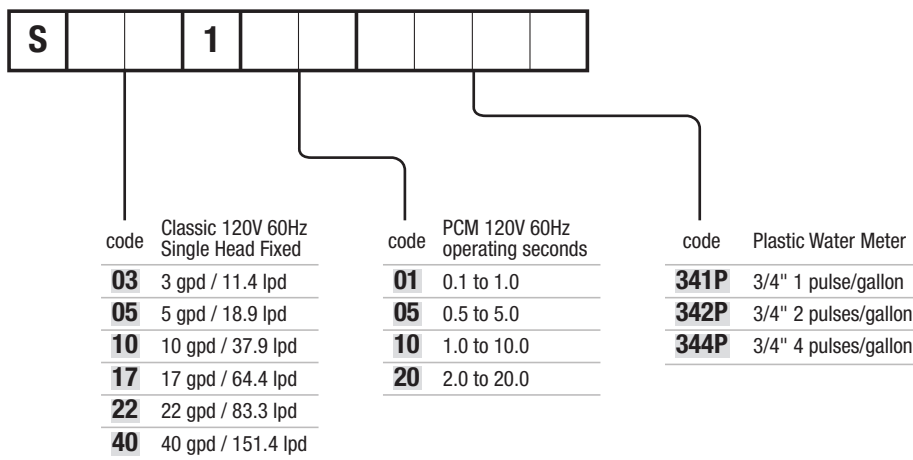 S 1
code Classic 120V 60Hz
Single Head Fixed
03 3 gpd / 11.4 lpd
05 5 gpd / 18.9 lpd
10 10 gpd / 37.9 lpd
17 17 gpd / 64.4 lpd
22 22 gpd / 83.3 lpd
40 40 gpd / 151.4 lpd
code PCM 120V 60Hz
operating seconds
01 0.1 to 1.0
05 0.5 to 5.0
10 1.0 to 10.0
20 2.0 to 20.0
code Plastic Water Meter
341P 3/4" 1 pulse/gallon
342P 3/4" 2 pulses/gallon
344P 3/4" 4 pulses/gallon